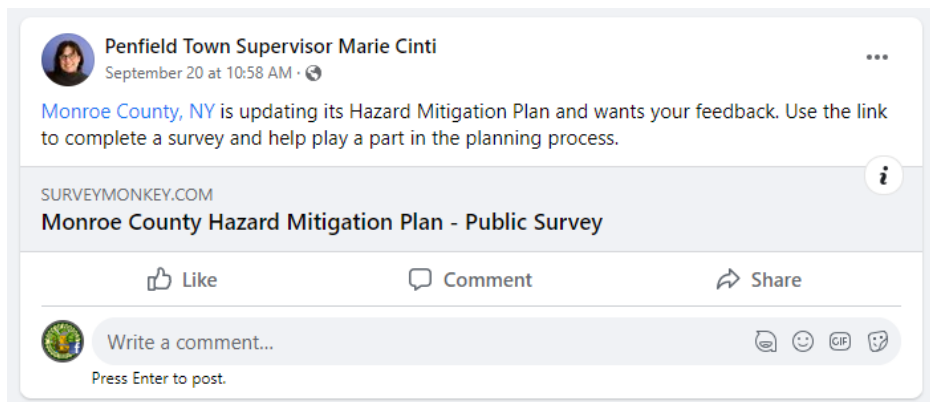 Penfield Town Supervisor Marie Cinti
September 20 at 10:58 AM ·
Monroe County, NY is updating its Hazard Mitigation Plan and wants your feedback. Use the link
to complete a survey and help play a part in the planning process.
i
SURVEYMONKEY.COM
Monroe County Hazard Mitigation Plan - Public Survey
Like Comment Share
Write a comment... GIF
Press Enter to post.